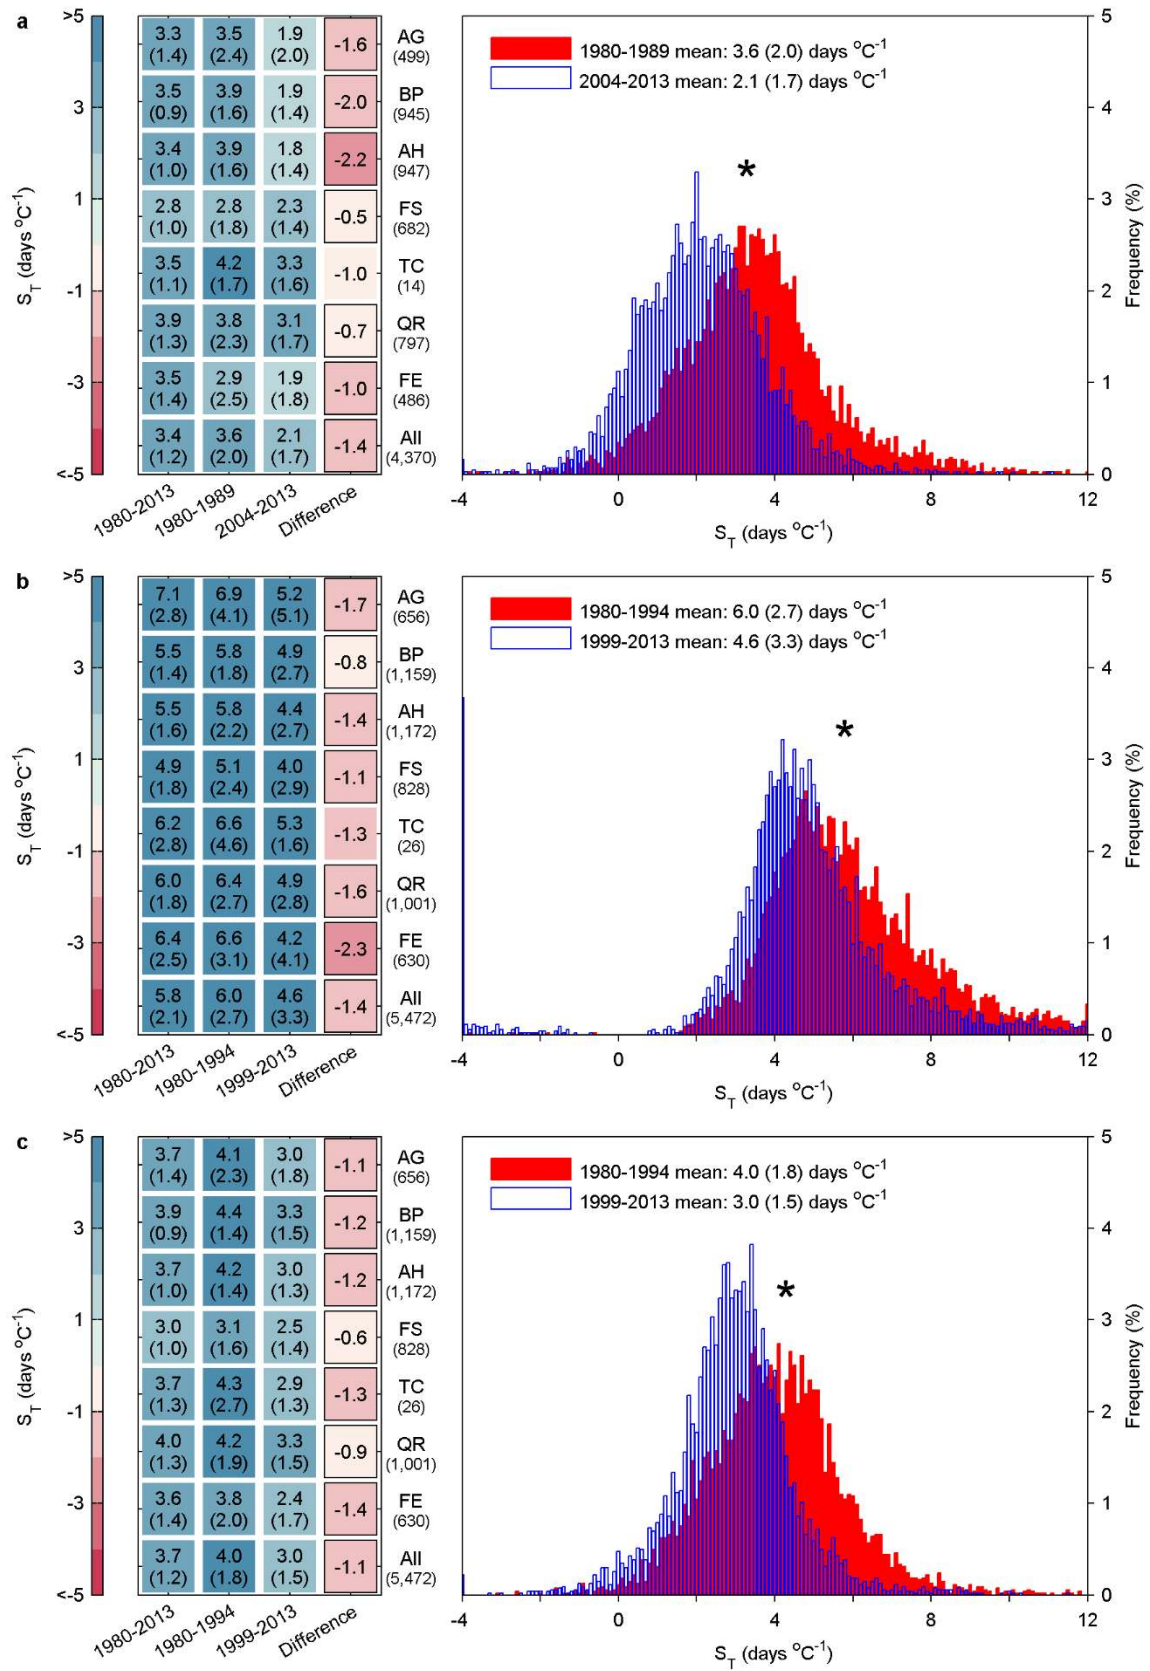 a
>5
3
1
-1
-3
<-5
S_T (days °C⁻¹)
3.3 3.5 1.9 -1.6 AG
(1.4) (2.4) (2.0) (499)
3.5 3.9 1.9 -2.0 BP
(0.9) (1.6) (1.4) (945)
3.4 3.9 1.8 -2.2 AH
(1.0) (1.6) (1.4) (947)
2.8 2.8 2.3 -0.5 FS
(1.0) (1.8) (1.4) (682)
3.5 4.2 3.3 -1.0 TC
(1.1) (1.7) (1.6) (14)
3.9 3.8 3.1 -0.7 QR
(1.3) (2.3) (1.7) (797)
3.5 2.9 1.9 -1.0 FE
(1.4) (2.5) (1.8) (486)
3.4 3.6 2.1 -1.4 All
(1.2) (2.0) (1.7) (4,370)
1980-2013 1980-1989 2004-2013 Difference
1980-1989 mean: 3.6 (2.0) days °C⁻¹
2004-2013 mean: 2.1 (1.7) days °C⁻¹
*
5
4
3
2
1
0
Frequency (%)
-4 0 4 8 12
S_T (days °C⁻¹)
b
>5
3
1
-1
-3
<-5
S_T (days °C⁻¹)
7.1 6.9 5.2 -1.7 AG
(2.8) (4.1) (5.1) (656)
5.5 5.8 4.9 -0.8 BP
(1.4) (1.8) (2.7) (1,159)
5.5 5.8 4.4 -1.4 AH
(1.6) (2.2) (2.7) (1,172)
4.9 5.1 4.0 -1.1 FS
(1.8) (2.4) (2.9) (828)
6.2 6.6 5.3 -1.3 TC
(2.8) (4.6) (1.6) (26)
6.0 6.4 4.9 -1.6 QR
(1.8) (2.7) (2.8) (1,001)
6.4 6.6 4.2 -2.3 FE
(2.5) (3.1) (4.1) (630)
5.8 6.0 4.6 -1.4 All
(2.1) (2.7) (3.3) (5,472)
1980-2013 1980-1994 1999-2013 Difference
1980-1994 mean: 6.0 (2.7) days °C⁻¹
1999-2013 mean: 4.6 (3.3) days °C⁻¹
*
5
4
3
2
1
0
Frequency (%)
-4 0 4 8 12
S_T (days °C⁻¹)
c
>5
3
1
-1
-3
<-5
S_T (days °C⁻¹)
3.7 4.1 3.0 -1.1 AG
(1.4) (2.3) (1.8) (656)
3.9 4.4 3.3 -1.2 BP
(0.9) (1.4) (1.5) (1,159)
3.7 4.2 3.0 -1.2 AH
(1.0) (1.4) (1.3) (1,172)
3.0 3.1 2.5 -0.6 FS
(1.0) (1.6) (1.4) (828)
3.7 4.3 2.9 -1.3 TC
(1.3) (2.7) (1.3) (26)
4.0 4.2 3.3 -0.9 QR
(1.3) (1.9) (1.5) (1,001)
3.6 3.8 2.4 -1.4 FE
(1.4) (2.0) (1.7) (630)
3.7 4.0 3.0 -1.1 All
(1.2) (1.8) (1.5) (5,472)
1980-2013 1980-1994 1999-2013 Difference
1980-1994 mean: 4.0 (1.8) days °C⁻¹
1999-2013 mean: 3.0 (1.5) days °C⁻¹
*
5
4
3
2
1
0
Frequency (%)
-4 0 4 8 12
S_T (days °C⁻¹)